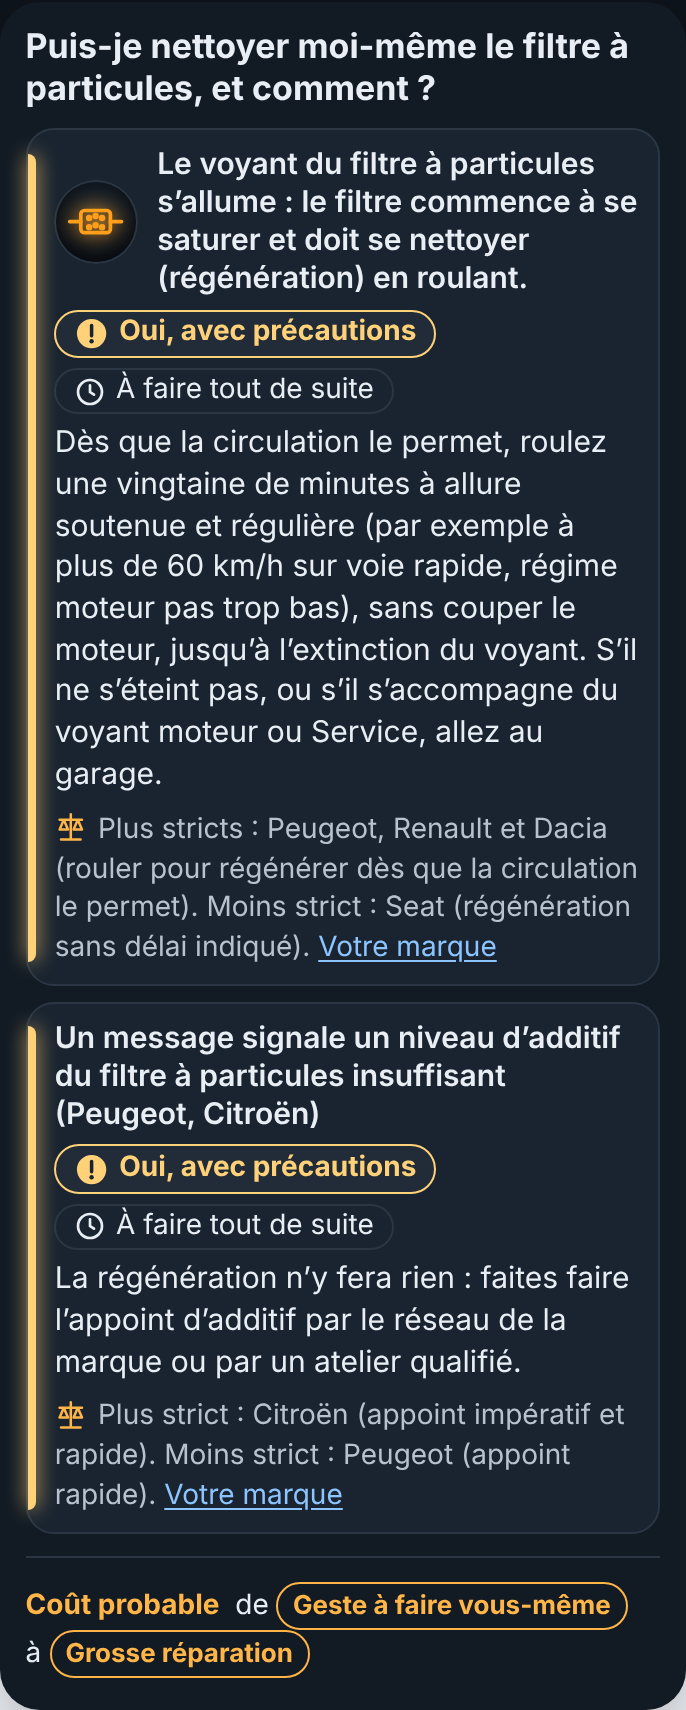 Puis-je nettoyer moi-même le filtre à
particules, et comment ?
Le voyant du filtre à particules
s’allume : le filtre commence à se
saturer et doit se nettoyer
(régénération) en roulant.
Oui, avec précautions
À faire tout de suite
Dès que la circulation le permet, roulez
une vingtaine de minutes à allure
soutenue et régulière (par exemple à
plus de 60 km/h sur voie rapide, régime
moteur pas trop bas), sans couper le
moteur, jusqu’à l’extinction du voyant. S’il
ne s’éteint pas, ou s’il s’accompagne du
voyant moteur ou Service, allez au
garage.
Plus stricts : Peugeot, Renault et Dacia
(rouler pour régénérer dès que la circulation
le permet). Moins strict : Seat (régénération
sans délai indiqué). Votre marque
Un message signale un niveau d’additif
du filtre à particules insuffisant
(Peugeot, Citroën)
Oui, avec précautions
À faire tout de suite
La régénération n’y fera rien : faites faire
l’appoint d’additif par le réseau de la
marque ou par un atelier qualifié.
Plus strict : Citroën (appoint impératif et
rapide). Moins strict : Peugeot (appoint
rapide). Votre marque
Coût probable de Geste à faire vous-même
à Grosse réparation